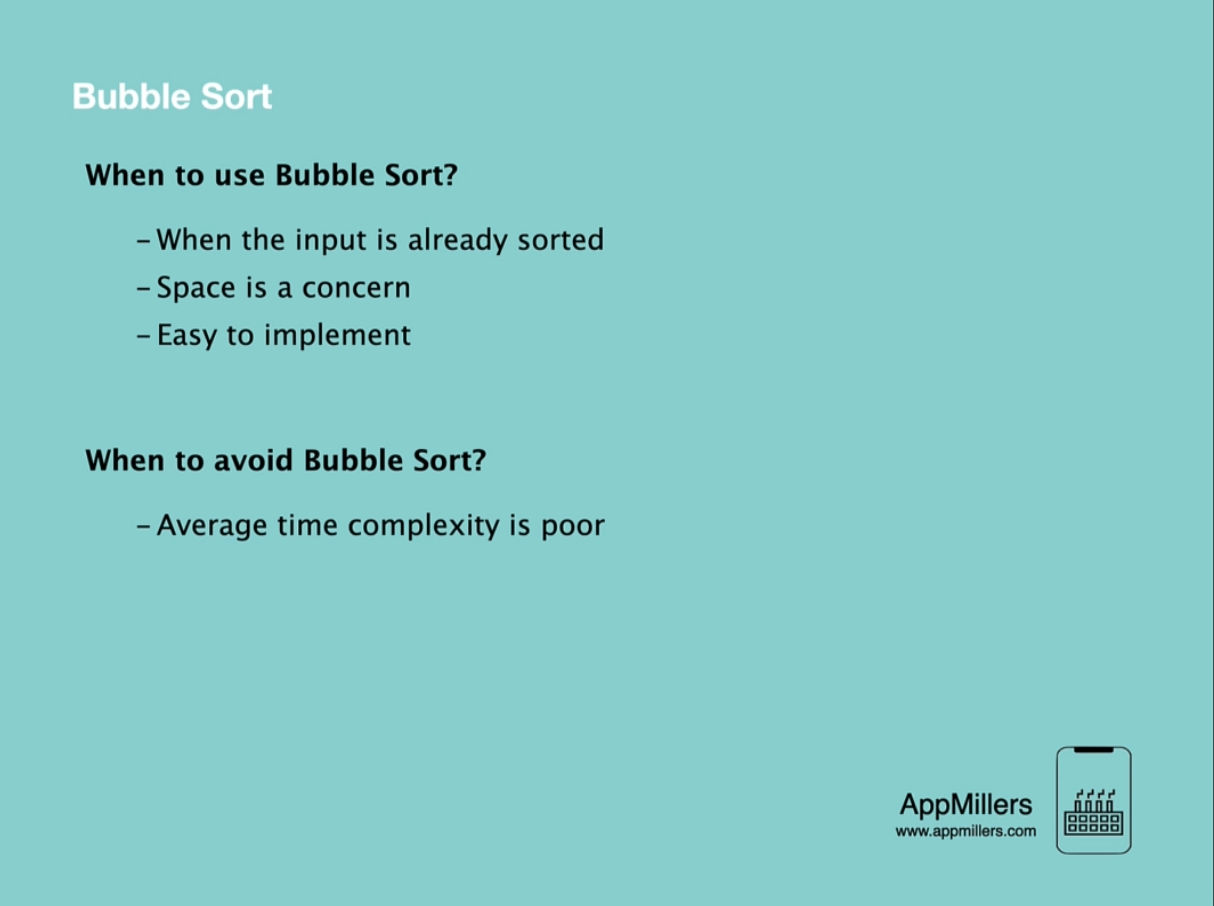 Bubble Sort
When to use Bubble Sort?
– When the input is already sorted
– Space is a concern
– Easy to implement
When to avoid Bubble Sort?
– Average time complexity is poor
AppMillers
www.appmillers.com